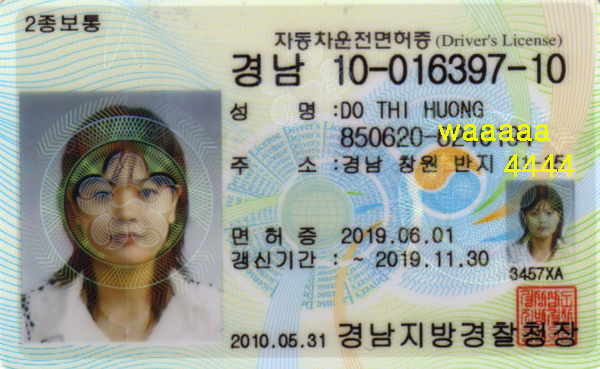 2종보통
자동차운전면허증 (Driver's License)
경남 10-016397-10
성 명 :DO THI HUONG
waaaaa
주 소 :경남 창원 반지 4444
면 허 증 2019.06.01
갱신기간 : ~ 2019.11.30
3457XA
2010.05.31 경남지방경찰청장